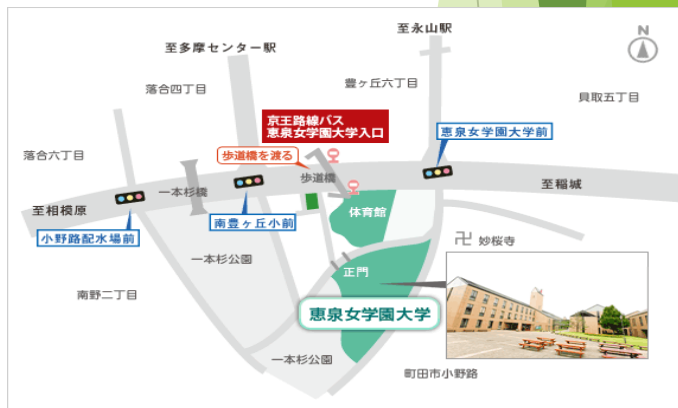 至永山駅
N
至多摩センター駅
落合四丁目
豊ヶ丘六丁目
貝取五丁目
京王路線バス
恵泉女学園大学入口
恵泉女学園大学前
落合六丁目
歩道橋を渡る
歩道橋
一本杉橋
至稲城
至相模原
体育館
小野路配水場前
南豊ヶ丘小前
卍 妙桜寺
一本杉公園
正門
南野二丁目
恵泉女学園大学
一本杉公園
町田市小野路